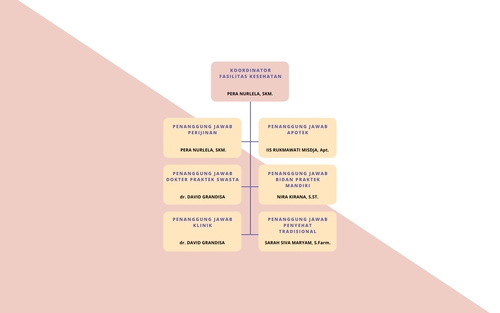 KOORDINATOR
FASILITAS KESEHATAN
PERA NURLELA, SKM.
PENANGGUNG JAWAB
PERIJINAN
PERA NURLELA, SKM.
PENANGGUNG JAWAB
APOTEK
IIS RUKMAWATI MISDJA, Apt.
PENANGGUNG JAWAB
DOKTER PRAKTEK SWASTA
dr. DAVID GRANDISA
PENANGGUNG JAWAB
BIDAN PRAKTEK
MANDIRI
NIRA KIRANA, S.ST.
PENANGGUNG JAWAB
KLINIK
dr. DAVID GRANDISA
PENANGGUNG JAWAB
PENYEHAT
TRADISIONAL
SARAH SIVA MARYAM, S.Farm.